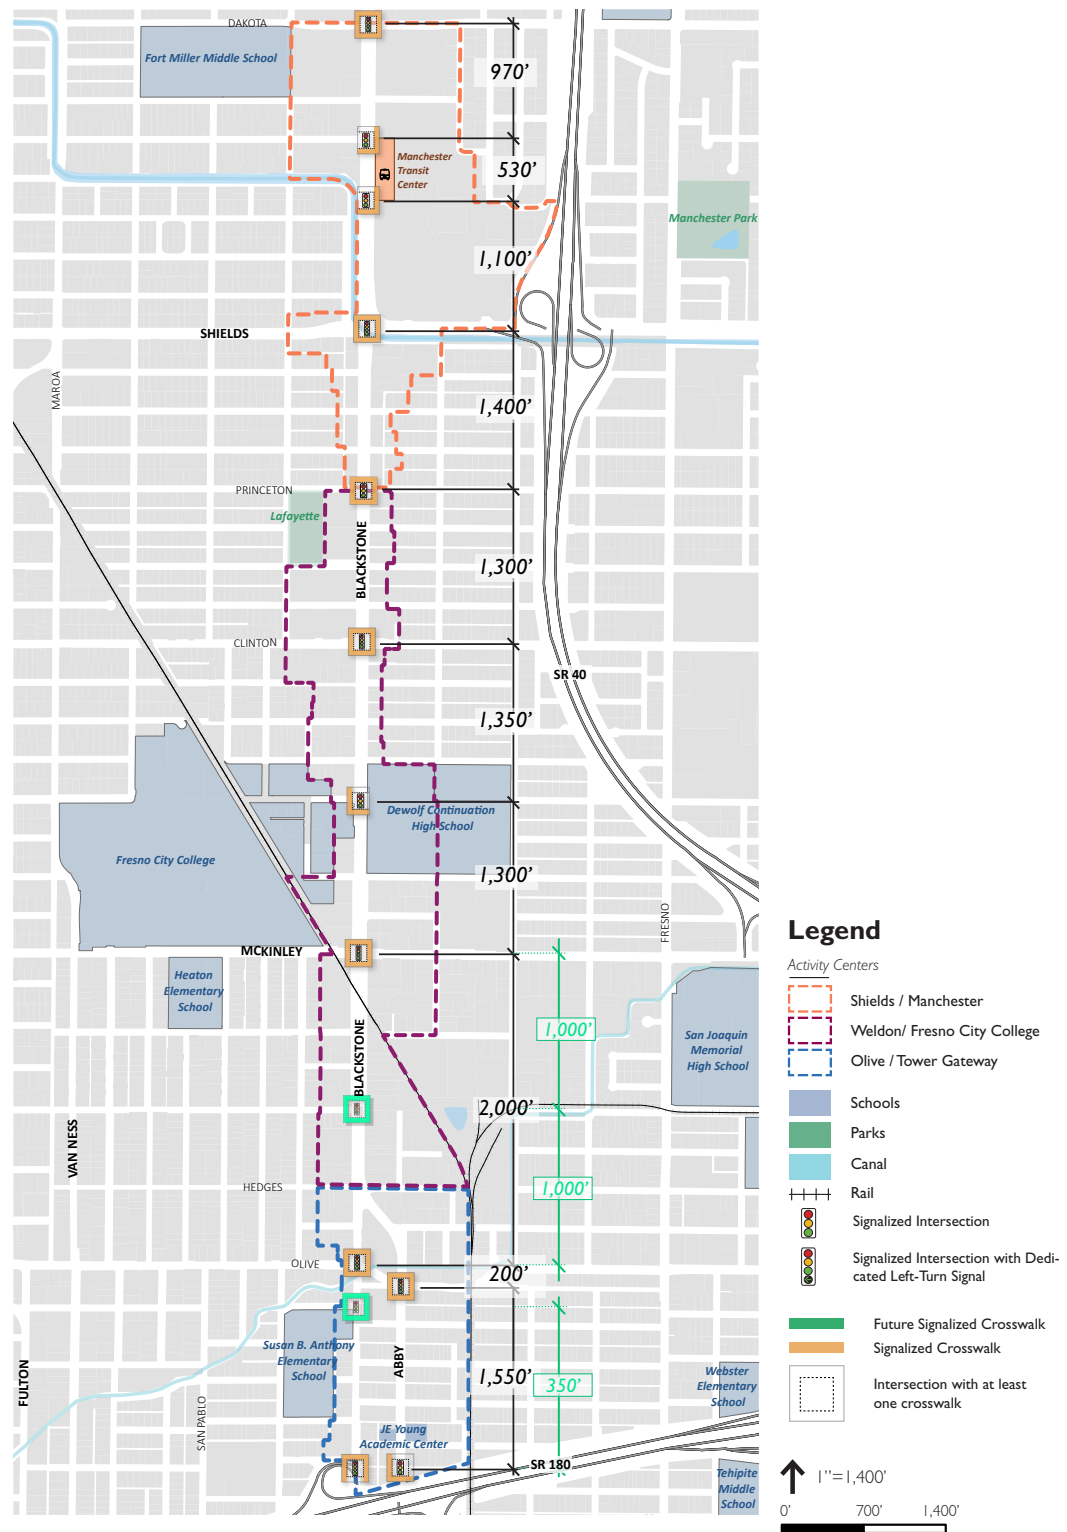 DAKOTA
Fort Miller Middle School
970’
Manchester
Transit
Center
530’
Manchester Park
1,100’
SHIELDS
MAROA
1,400’
PRINCETON
Lafayette
BLACKSTONE
1,300’
CLINTON
SR 40
1,350’
Dewolf Continuation
High School
Fresno City College
1,300’
FRESNO
MCKINLEY
Heaton
Elementary
School
1,000’
San Joaquin
Memorial
High School
BLACKSTONE
2,000’
VAN NESS
HEDGES
1,000’
OLIVE
200’
Susan B. Anthony
Elementary
School
ABBY
1,550’
350’
Webster
Elementary
School
FULTON
SAN PABLO
JE Young
Academic Center
SR 180
Tehipite
Middle
School
Legend
Activity Centers
Shields / Manchester
Weldon/ Fresno City College
Olive / Tower Gateway
Schools
Parks
Canal
Rail
Signalized Intersection
Signalized Intersection with Dedi-
cated Left-Turn Signal
Future Signalized Crosswalk
Signalized Crosswalk
Intersection with at least
one crosswalk
1”=1,400’
0’ 700’ 1,400’